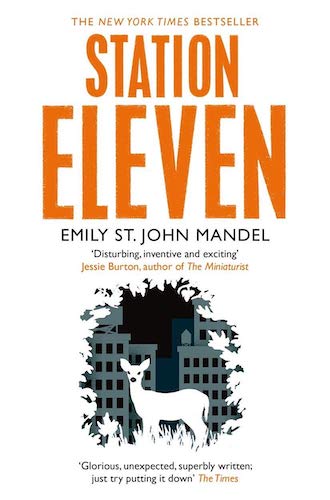 THE NEW YORK TIMES BESTSELLER
STATION
ELEVEN
EMILY ST. JOHN MANDEL
‘Disturbing, inventive and exciting’
Jessie Burton, author of The Miniaturist
‘Glorious, unexpected, superbly written;
just try putting it down’ The Times